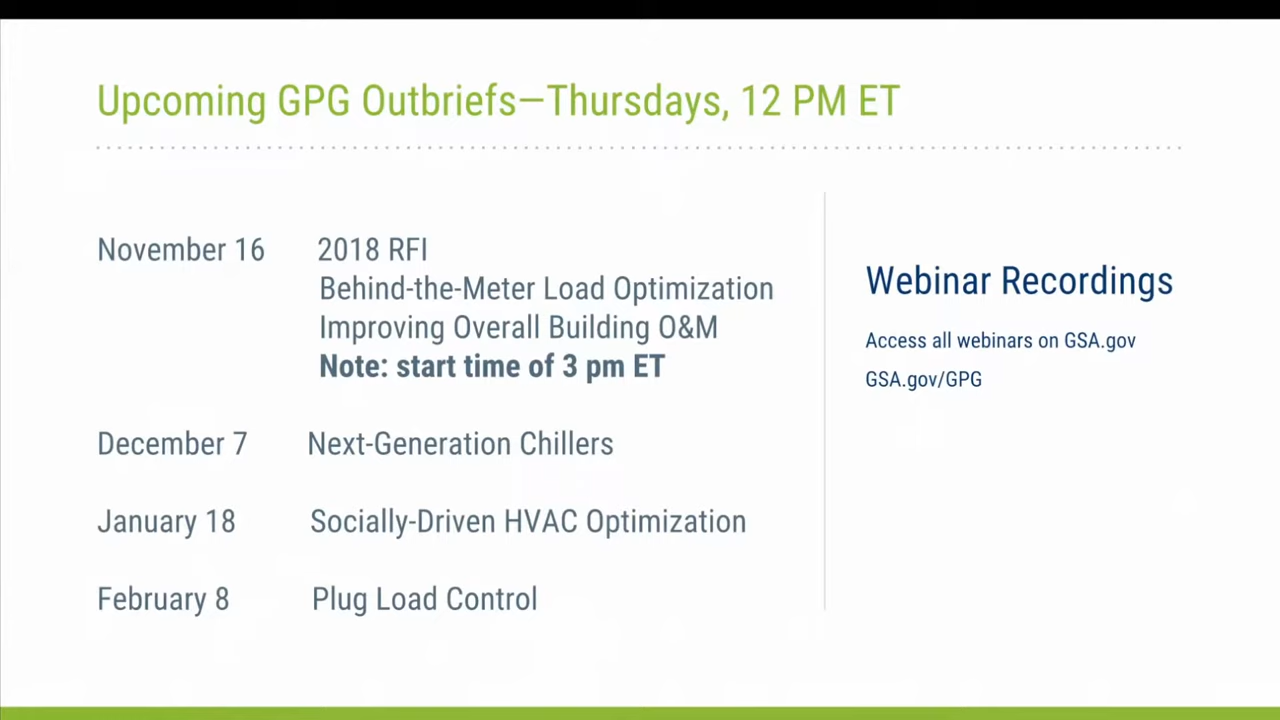 Upcoming GPG Outbriefs—Thursdays, 12 PM ET
November 16 2018 RFI
Behind-the-Meter Load Optimization
Improving Overall Building O&M
Note: start time of 3 pm ET
December 7 Next-Generation Chillers
January 18 Socially-Driven HVAC Optimization
February 8 Plug Load Control
Webinar Recordings
Access all webinars on GSA.gov
GSA.gov/GPG